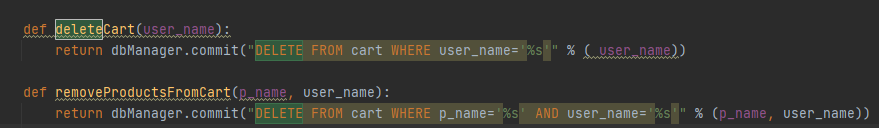 def deleteCart(user_name):
    return dbManager.commit("DELETE FROM cart WHERE user_name='%s'" % ( user_name))
def removeProductsFromCart(p_name, user_name):
    return dbManager.commit("DELETE FROM cart WHERE p_name='%s' AND user_name='%s'" % (p_name, user_name))